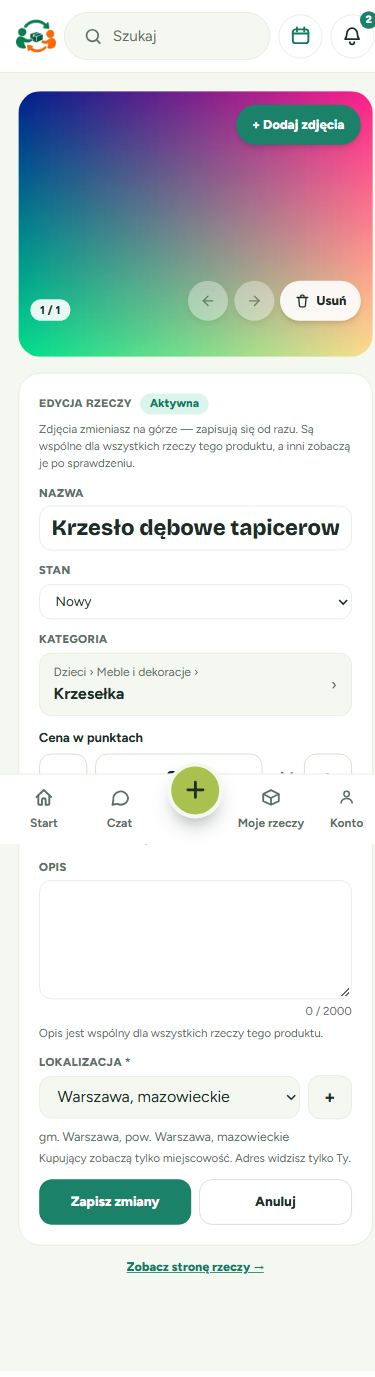 Szukaj
2
+ Dodaj zdjęcia
1 / 1
Usuń
EDYCJA RZECZY Aktywna
Zdjęcia zmieniasz na górze — zapisują się od razu. Są
wspólne dla wszystkich rzeczy tego produktu, a inni zobaczą
je po sprawdzeniu.
NAZWA
Krzesło dębowe tapicerow
STAN
Nowy
KATEGORIA
Dzieci › Meble i dekoracje ›
Krzesełka ›
Cena w punktach
+
Start Czat Moje rzeczy Konto
OPIS
0 / 2000
Opis jest wspólny dla wszystkich rzeczy tego produktu.
LOKALIZACJA *
Warszawa, mazowieckie +
gm. Warszawa, pow. Warszawa, mazowieckie
Kupujący zobaczą tylko miejscowość. Adres widzisz tylko Ty.
Zapisz zmiany Anuluj
Zobacz stronę rzeczy →